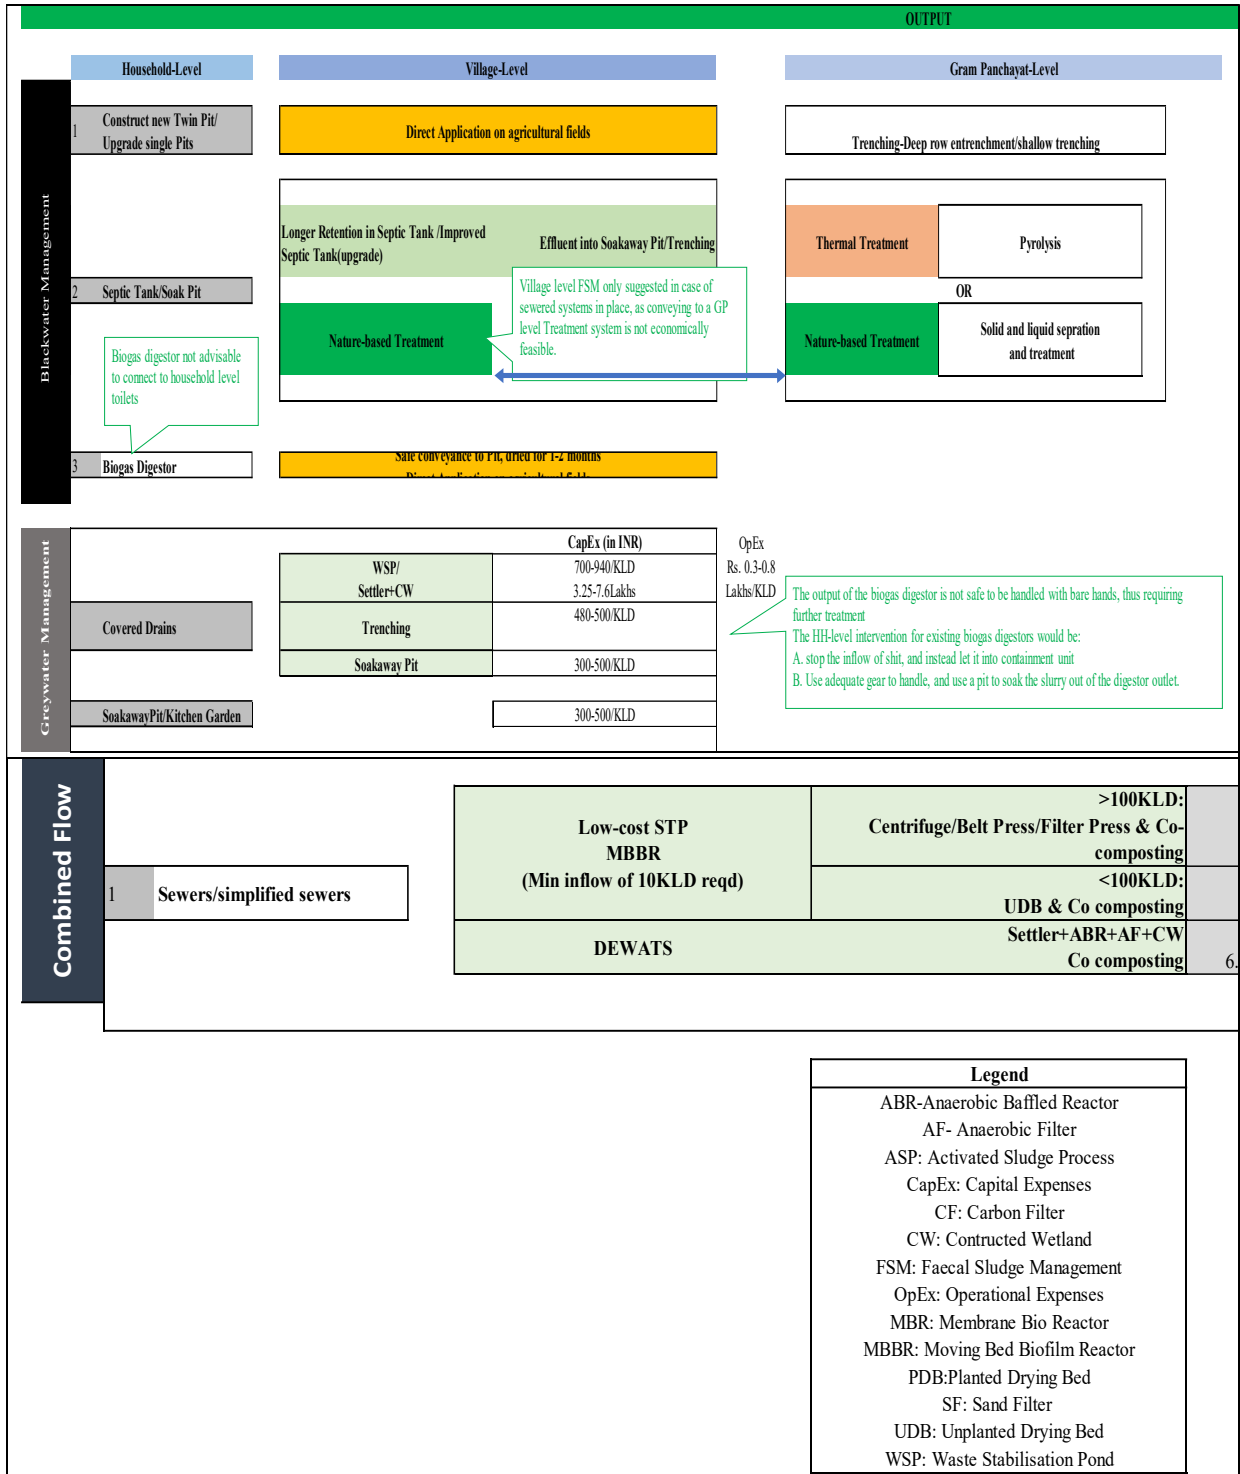 OUTPUT
Household-Level
Village-Level
Gram Panchayat-Level
Blackwater Management
1
Construct new Twin Pit/
Upgrade single Pits
Direct Application on agricultural fields
Trenching-Deep row entrenchment/shallow trenching
Longer Retention in Septic Tank /Improved
Septic Tank(upgrade)
Effluent into Soakaway Pit/Trenching
Thermal Treatment
Pyrolysis
2
Septic Tank/Soak Pit
Village level FSM only suggested in case of
sewered systems in place, as conveying to a GP
level Treatment system is not economically
feasible.
OR
Nature-based Treatment
Nature-based Treatment
Solid and liquid sepration
and treatment
Biogas digestor not advisable
to connect to household level
toilets
3
Biogas Digestor
Safe conveyance to Pit, dried for 1-2 months
Direct Application on agricultural fields
Greywater Management
CapEx (in INR)
OpEx
WSP/
700-940/KLD
Rs. 0.3-0.8
Settler+CW
3.25-7.6Lakhs
Lakhs/KLD
Covered Drains
Trenching
480-500/KLD
Soakaway Pit
300-500/KLD
The output of the biogas digestor is not safe to be handled with bare hands, thus requiring
further treatment
The HH-level intervention for existing biogas digestors would be:
A. stop the inflow of shit, and instead let it into containment unit
B. Use adequate gear to handle, and use a pit to soak the slurry out of the digestor outlet.
SoakawayPit/Kitchen Garden
300-500/KLD
Combined Flow
1
Sewers/simplified sewers
Low-cost STP
MBBR
(Min inflow of 10KLD reqd)
>100KLD:
Centrifuge/Belt Press/Filter Press & Co-
composting
<100KLD:
UDB & Co composting
DEWATS
Settler+ABR+AF+CW
Co composting
6.
Legend
ABR-Anaerobic Baffled Reactor
AF- Anaerobic Filter
ASP: Activated Sludge Process
CapEx: Capital Expenses
CF: Carbon Filter
CW: Contructed Wetland
FSM: Faecal Sludge Management
OpEx: Operational Expenses
MBR: Membrane Bio Reactor
MBBR: Moving Bed Biofilm Reactor
PDB:Planted Drying Bed
SF: Sand Filter
UDB: Unplanted Drying Bed
WSP: Waste Stabilisation Pond